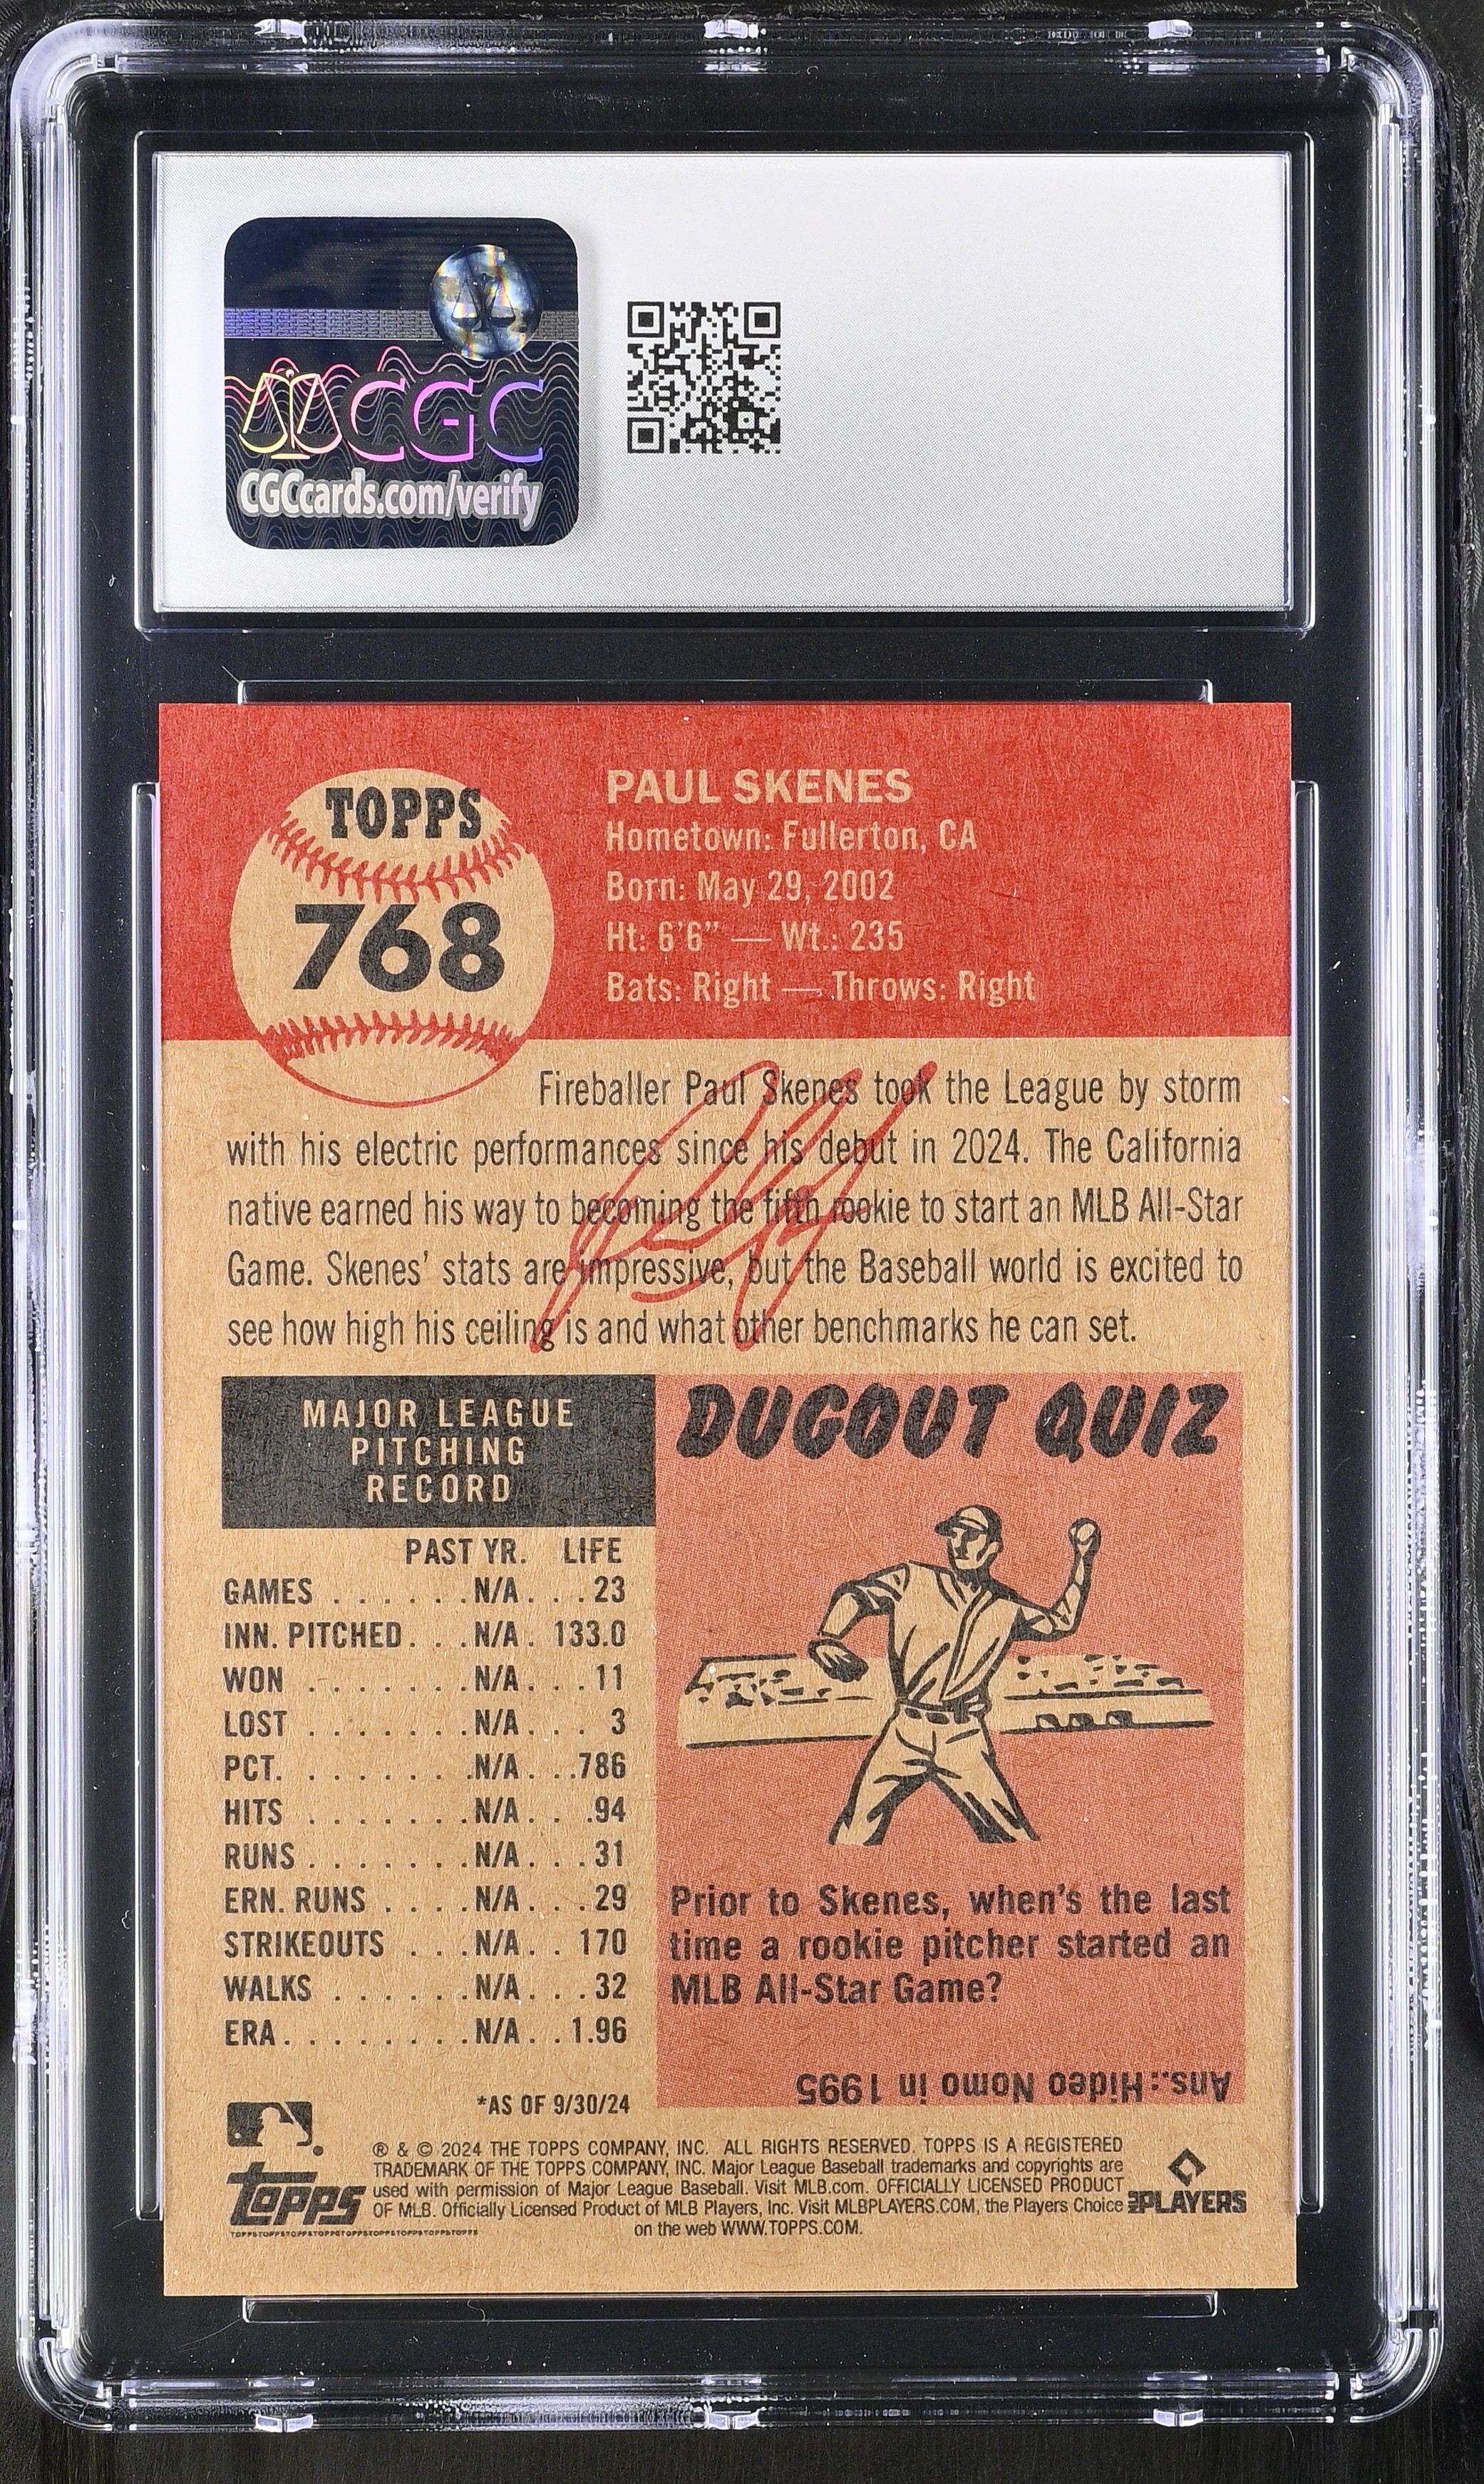 CGC
CGCcards.com/verify
TOPPS
768
PAUL SKENES
Hometown: Fullerton, CA
Born: May 29, 2002
Ht: 6'6" — Wt.: 235
Bats: Right — Throws: Right
Fireballer Paul Skenes took the League by storm
with his electric performances since his debut in 2024. The California
native earned his way to becoming the fifth rookie to start an MLB All-Star
Game. Skenes' stats are impressive, but the Baseball world is excited to
see how high his ceiling is and what other benchmarks he can set.
MAJOR LEAGUE
PITCHING
RECORD
PAST YR. LIFE
GAMES . . . . . . . N/A . . . 23
INN. PITCHED. . . N/A . 133.0
WON . . . . . . . . N/A . . . 11
LOST . . . . . . . . N/A . . . 3
PCT. . . . . . . . . N/A . . .786
HITS . . . . . . . . N/A . . .94
RUNS . . . . . . . . N/A . . . 31
ERN. RUNS . . . . N/A . . . 29
STRIKEOUTS . . . N/A . . 170
WALKS . . . . . . N/A . . . 32
ERA . . . . . . . . N/A . . 1.96
*AS OF 9/30/24
DUGOUT QUIZ
Prior to Skenes, when's the last
time a rookie pitcher started an
MLB All-Star Game?
Ans.: Hideo Nomo in 1995
® & © 2024 THE TOPPS COMPANY, INC. ALL RIGHTS RESERVED. TOPPS IS A REGISTERED
TRADEMARK OF THE TOPPS COMPANY, INC. Major League Baseball trademarks and copyrights are
used with permission of Major League Baseball. Visit MLB.com. OFFICIALLY LICENSED PRODUCT
OF MLB. Officially Licensed Product of MLB Players, Inc. Visit MLBPLAYERS.COM, the Players Choice
on the web WWW.TOPPS.COM.
topps
PLAYERS